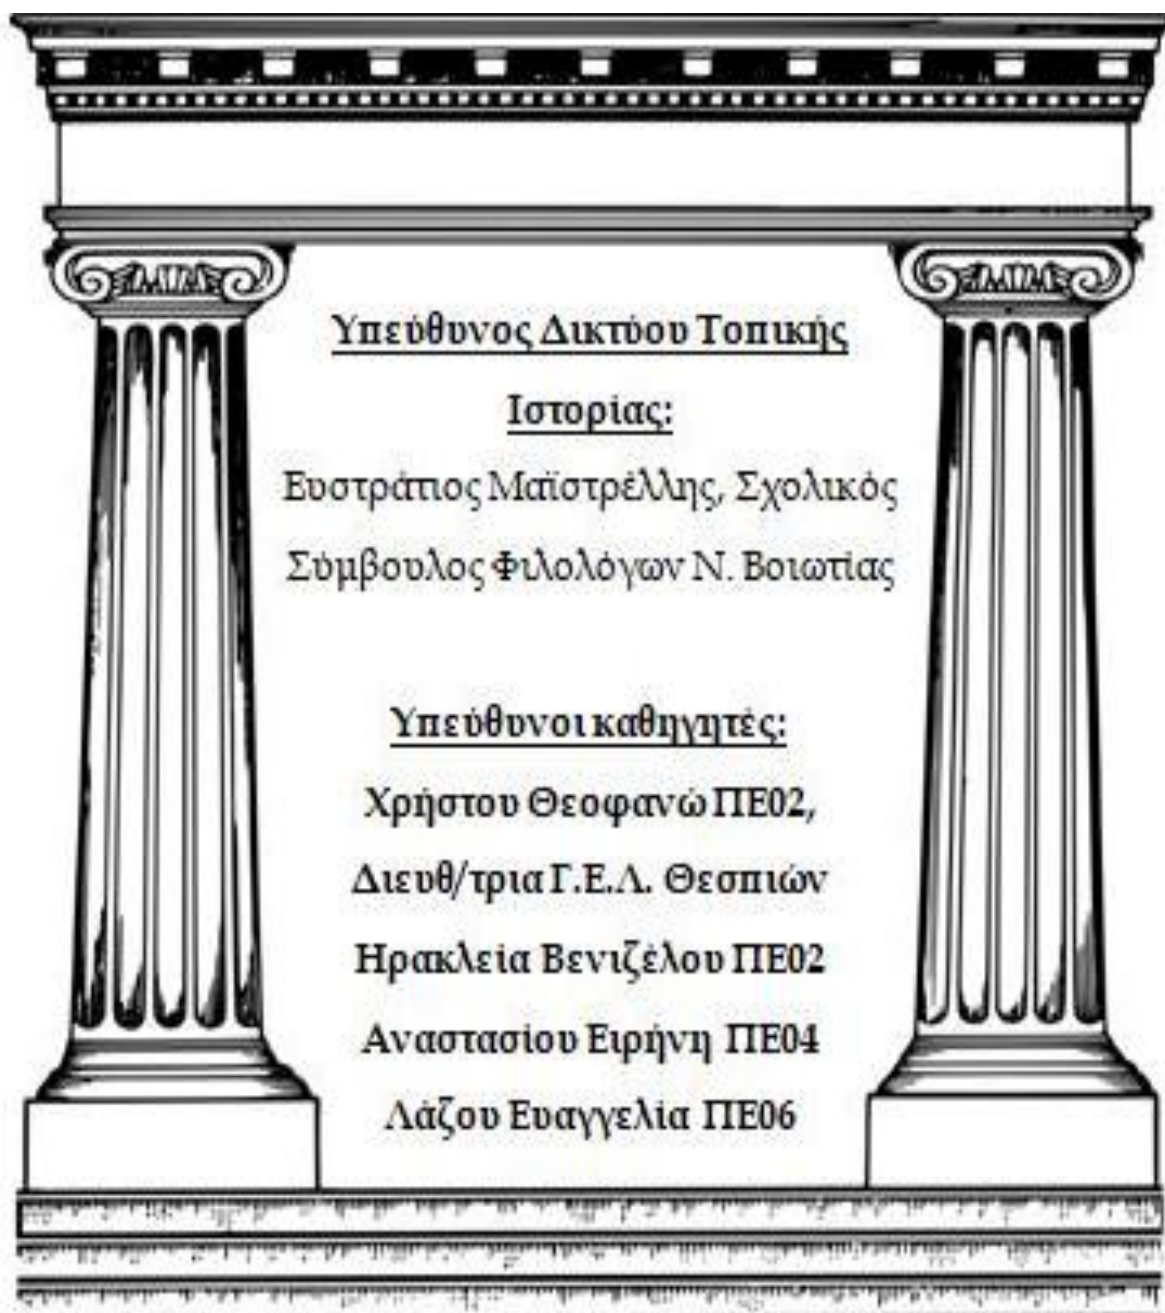 Υπεύθυνος Δικτύου Τοπικής
Ιστορίας:
Ευστράτιος Μαϊστρέλλης, Σχολικός
Σύμβουλος Φιλολόγων Ν. Βοιωτίας
Υπεύθυνοι καθηγητές:
Χρήστου Θεοφανώ ΠΕ02,
Διευθ/τρια Γ.Ε.Λ. Θεσπιών
Ηρακλεία Βενιζέλου ΠΕ02
Αναστασίου Ειρήνη ΠΕ04
Λάζου Ευαγγελία ΠΕ06